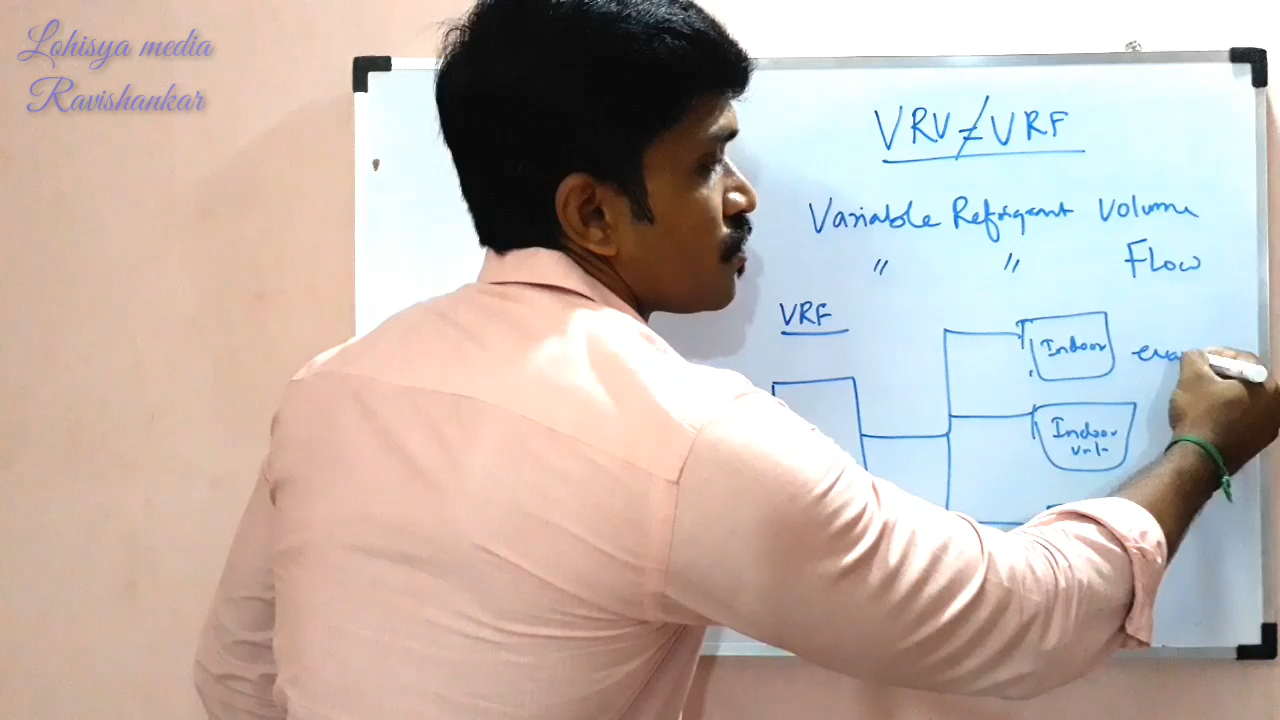 Lohisya media
Ravishankar
VRV ≠ VRF
Variable Refrigerant Volume
" " Flow
VRF
Indoor
Indoor
unit